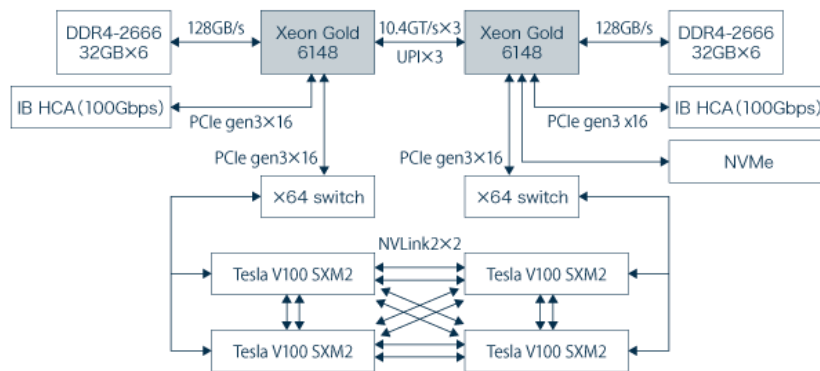 DDR4-2666
32GB×6
128GB/s
Xeon Gold
6148
10.4GT/s×3
UPI×3
Xeon Gold
6148
128GB/s
DDR4-2666
32GB×6
IB HCA(100Gbps)
PCIe gen3×16
PCIe gen3 x16
IB HCA(100Gbps)
PCIe gen3×16
PCIe gen3×16
NVMe
×64 switch
×64 switch
NVLink2×2
Tesla V100 SXM2
Tesla V100 SXM2
Tesla V100 SXM2
Tesla V100 SXM2